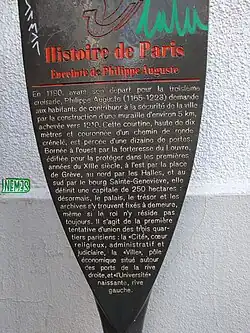 lulu
Histoire de Paris
Enceinte de Philippe Auguste
En 1190, avant son départ pour la troisième
croisade, Philippe Auguste (1165-1223) demande
aux habitants de contribuer à la sécurité de la ville
par la construction d'une muraille d'environ 5 km,
achevée vers 1210. Cette courtine, haute de dix
mètres et couronnée d'un chemin de ronde
crénelé, est percée d'une dizaine de portes.
Bornée à l'ouest par la forteresse du Louvre,
édifiée pour la protéger dans les premières
années du XIIIe siècle, à l'est par la place
de Grève, au nord par les Halles, et au
sud par le bourg Sainte-Geneviève, elle
définit une capitale de 250 hectares :
désormais, le palais, le trésor et les
archives s'y trouvent fixés à demeure,
même si le roi n'y réside pas
toujours. Il s'agit de la première
tentative d'union des trois quar-
tiers parisiens : la «Cité», cœur
religieux, administratif et
judiciaire, la «Ville», pôle
économique situé autour
des ports de la rive
droite, et «l'Université»
naissante, rive
gauche.